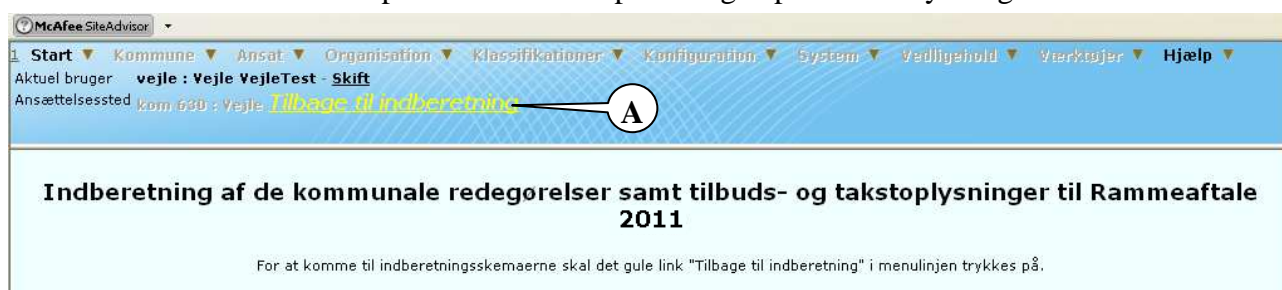 McAfee SiteAdvisor
1 Start Kommune Ansat Organisation Klassifikationer Konfiguration System Vedligehold Værktøjer Hjælp
Aktuel bruger vejle : Vejle VejleTest - Skift
Ansættelsessted kom 630 : Vejle Tilbage til indberetning
A
Indberetning af de kommunale redegørelser samt tilbuds- og takstoplysninger til Rammeaftale
2011
For at komme til indberetningsskemaerne skal det gule link "Tilbage til indberetning" i menulinjen trykkes på.